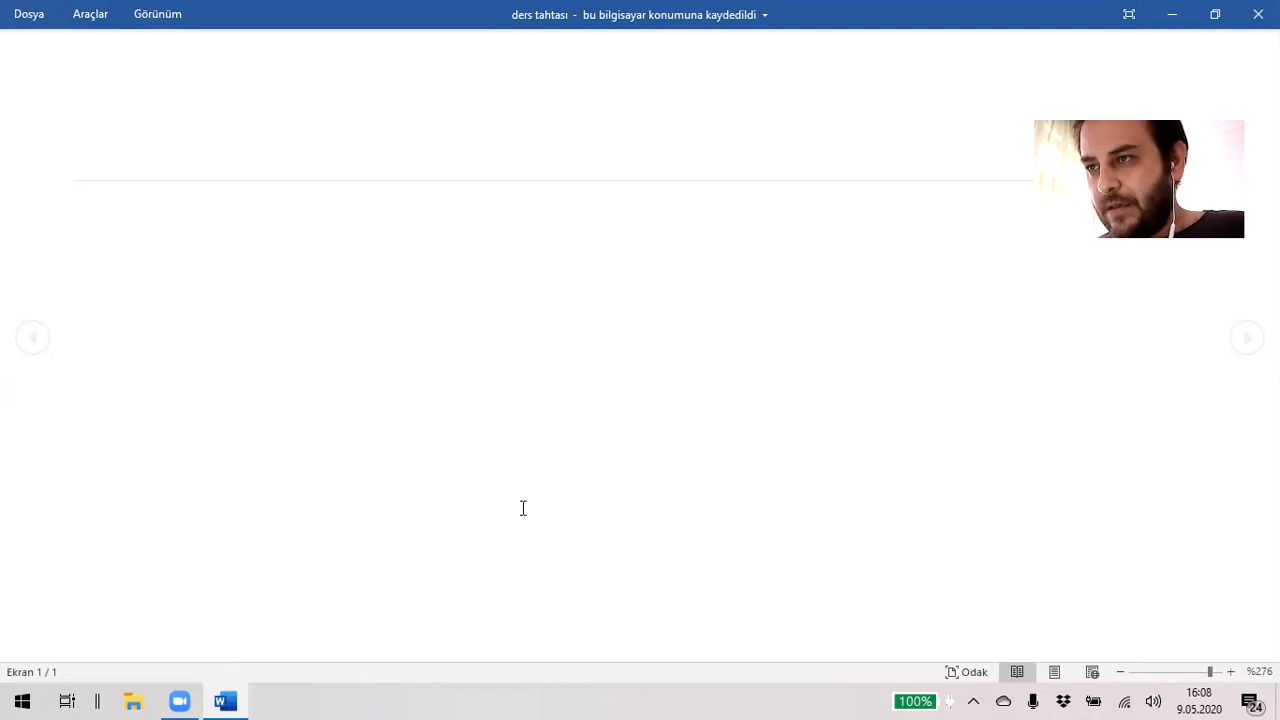 Dosya Araçlar Görünüm ders tahtası - bu bilgisayar konumuna kaydedildi
Ekran 1 / 1 Odak %276
W 100% 16:08
9.05.2020 24